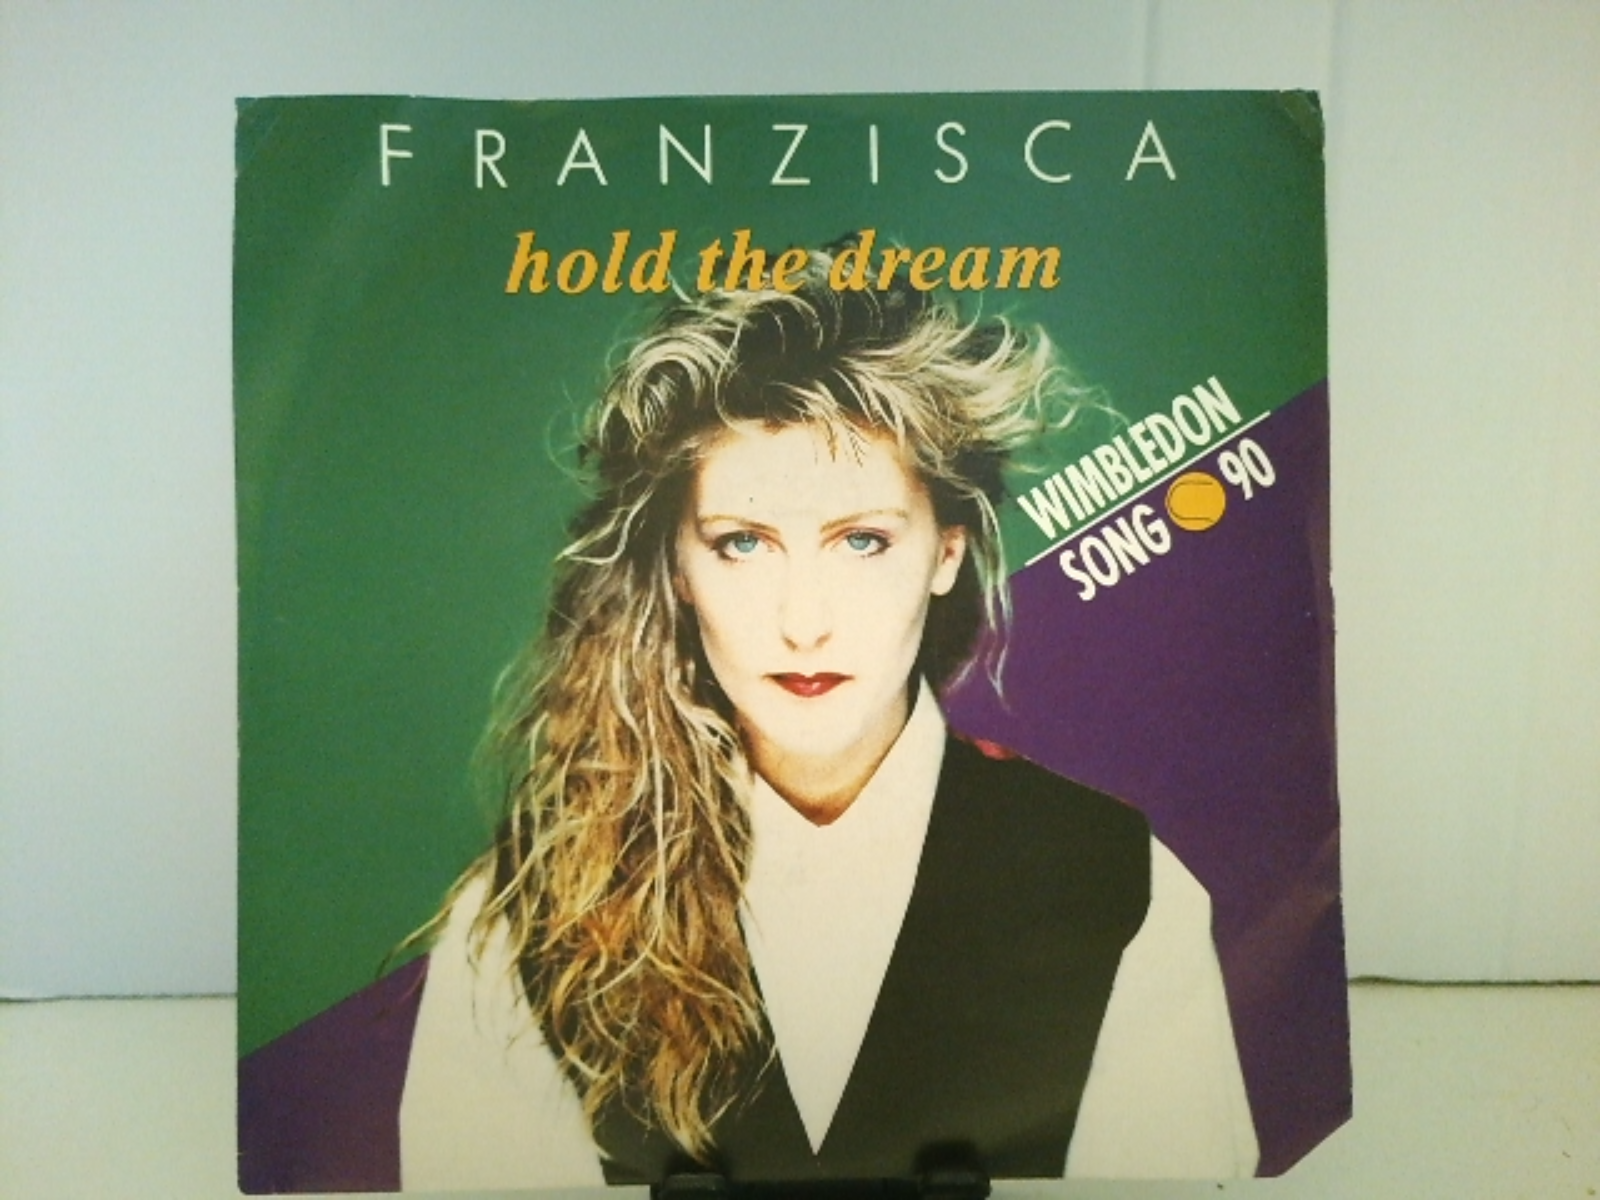 FRANZISCA
hold the dream
WIMBLEDON
SONG 90